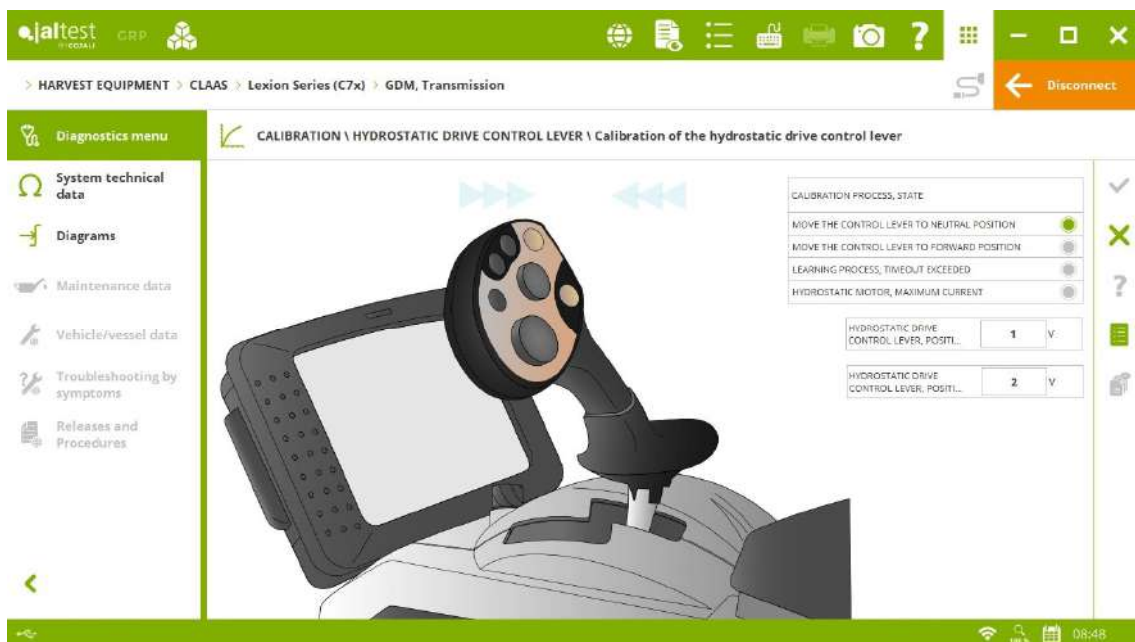 jaltest GRP
BY COJALI
> HARVEST EQUIPMENT > CLAAS > Lexion Series (C7x) > GDM, Transmission
Disconnect
Diagnostics menu
CALIBRATION \ HYDROSTATIC DRIVE CONTROL LEVER \ Calibration of the hydrostatic drive control lever
System technical
data
Diagrams
Maintenance data
Vehicle/vessel data
Troubleshooting by
symptoms
Releases and
Procedures
CALIBRATION PROCESS, STATE
MOVE THE CONTROL LEVER TO NEUTRAL POSITION
MOVE THE CONTROL LEVER TO FORWARD POSITION
LEARNING PROCESS, TIMEOUT EXCEEDED
HYDROSTATIC MOTOR, MAXIMUM CURRENT
HYDROSTATIC DRIVE
CONTROL LEVER, POSITI... 1 V
HYDROSTATIC DRIVE
CONTROL LEVER, POSITI... 2 V
100 %
08:48